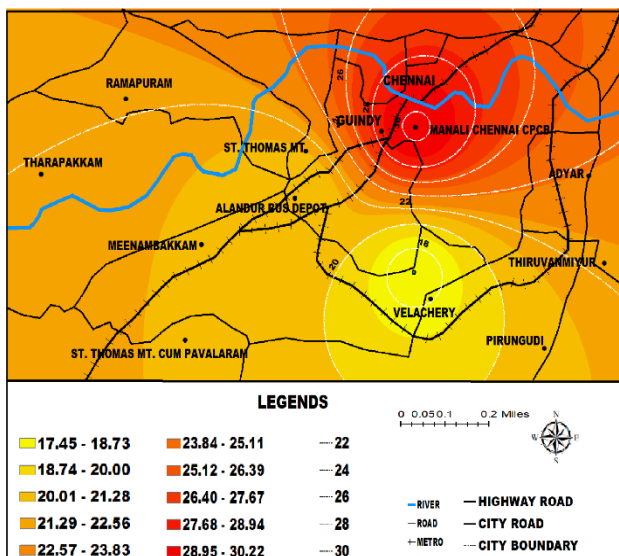 CHENNAI
RAMAPURAM
26
28
30
GUINDY
MANALI CHENNAI CPCB
ST. THOMAS MT.
THARAPAKKAM
ADYAR
ALANDUR BUS DEPOT
22
MEENAMBAKKAM
18
20
THIRUVANMIYUR
VELACHERY
ST. THOMAS MT. CUM PAVALARAM
PIRUNGUDI
LEGENDS
0 0.05 0.1 0.2 Miles
N
W E
S
17.45 - 18.73
18.74 - 20.00
20.01 - 21.28
21.29 - 22.56
22.57 - 23.83
23.84 - 25.11
25.12 - 26.39
26.40 - 27.67
27.68 - 28.94
28.95 - 30.22
22
24
26
28
30
RIVER
ROAD
METRO
HIGHWAY ROAD
CITY ROAD
CITY BOUNDARY